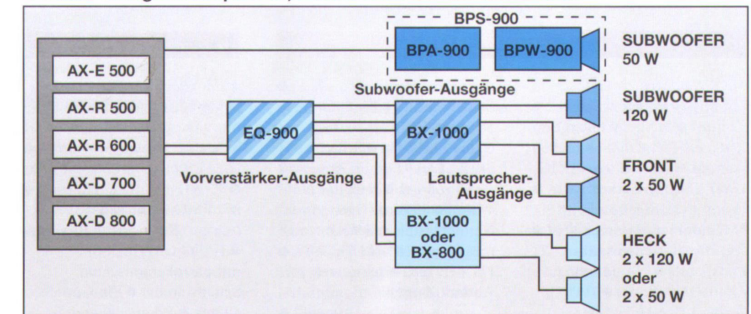 BPS-900
BPA-900
BPW-900
SUBWOOFER
50 W
AX-E 500
AX-R 500
AX-R 600
AX-D 700
AX-D 800
EQ-900
Vorverstärker-Ausgänge
Subwoofer-Ausgänge
BX-1000
Lautsprecher-
Ausgänge
BX-1000
oder
BX-800
SUBWOOFER
120 W
FRONT
2 x 50 W
HECK
2 x 120 W
oder
2 x 50 W